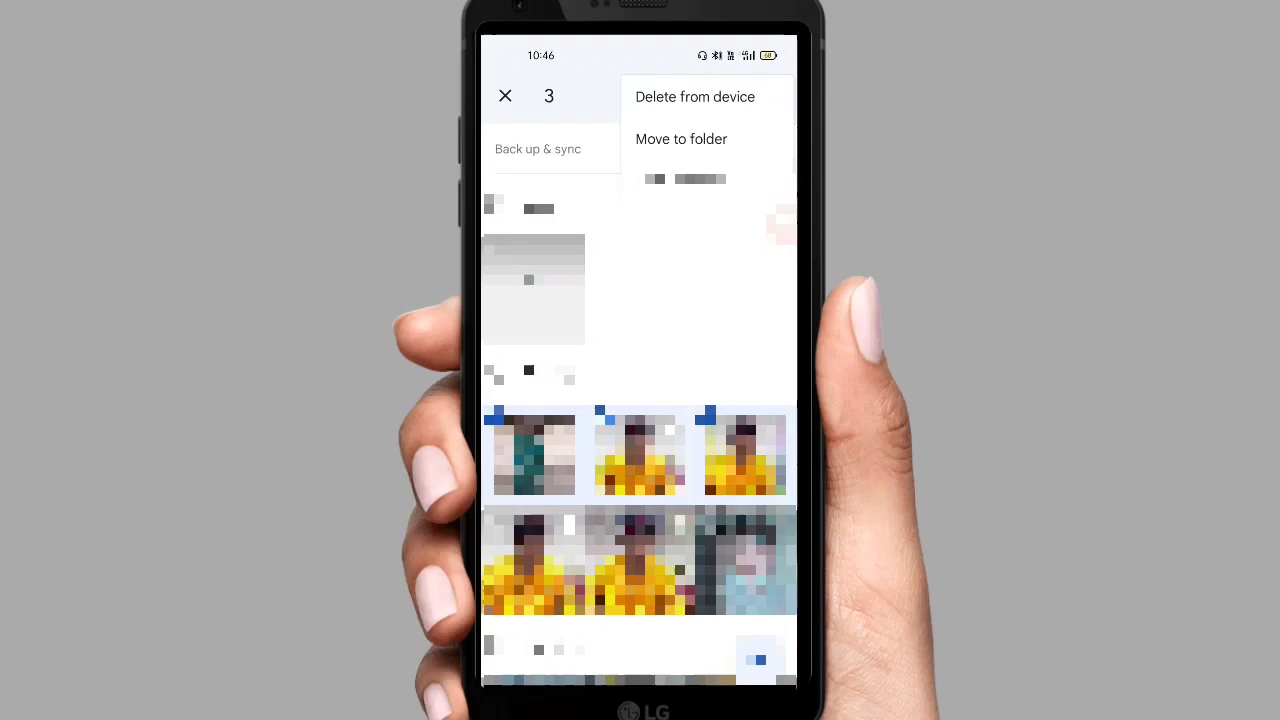 10:46
3
Delete from device
Move to folder
Back up & sync
LG